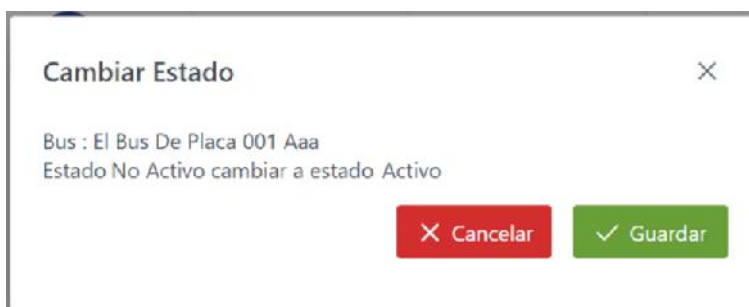 Cambiar Estado
Bus : El Bus De Placa 001 Aaa
Estado No Activo cambiar a estado Activo
Cancelar
Guardar